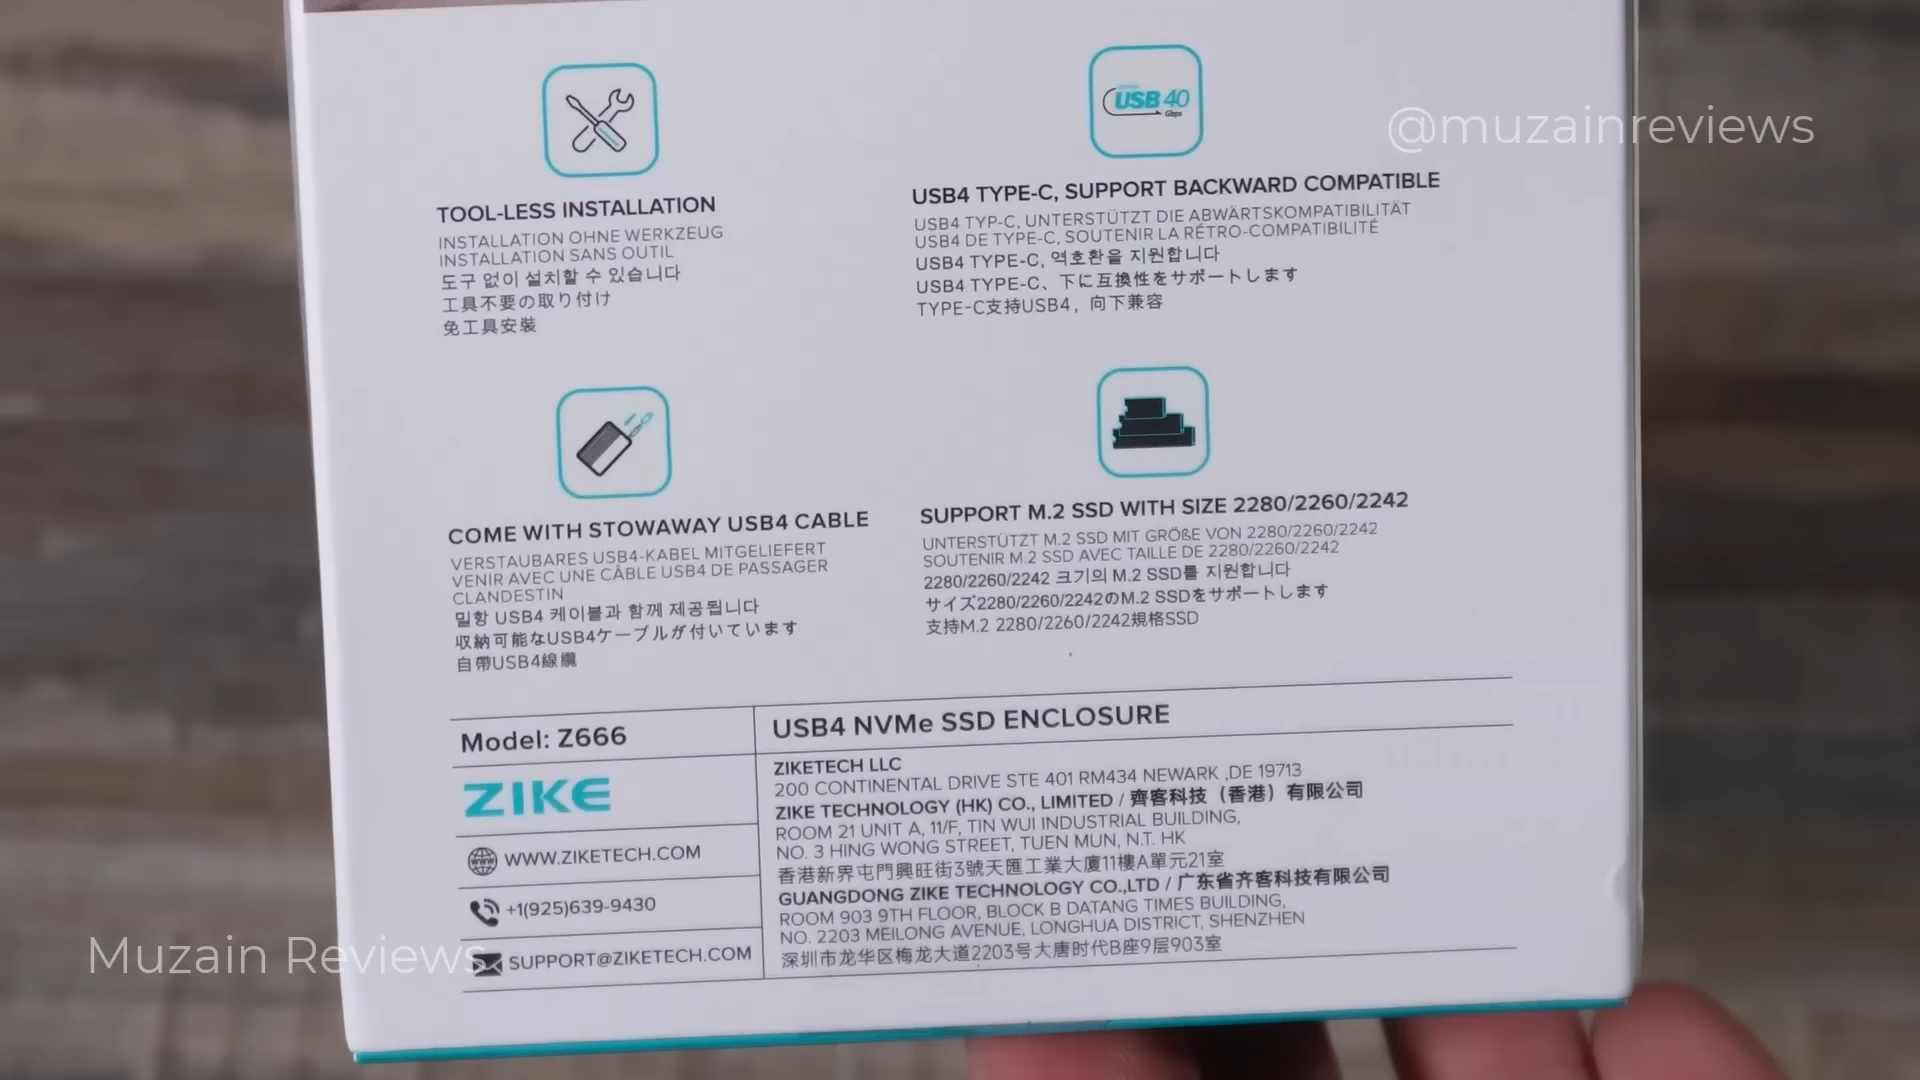 @muzainreviews
USB 40
Gbps
TOOL-LESS INSTALLATION
INSTALLATION OHNE WERKZEUG
INSTALLATION SANS OUTIL
도구 없이 설치할 수 있습니다
工具不要の取り付け
免工具安裝
USB4 TYPE-C, SUPPORT BACKWARD COMPATIBLE
USB4 TYP-C, UNTERSTÜTZT DIE ABWÄRTSKOMPATIBILITÄT
USB4 DE TYPE-C, SOUTENIR LA RÉTRO-COMPATIBILITÉ
USB4 TYPE-C, 역호환을 지원합니다
USB4 TYPE-C、下に互換性をサポートします
TYPE-C支持USB4，向下兼容
COME WITH STOWAWAY USB4 CABLE
VERSTAUBARES USB4-KABEL MITGELIEFERT
VENIR AVEC UNE CÂBLE USB4 DE PASSAGER
CLANDESTIN
밀항 USB4 케이블과 함께 제공됩니다
収納可能なUSB4ケーブルが付いています
自帶USB4線纜
SUPPORT M.2 SSD WITH SIZE 2280/2260/2242
UNTERSTÜTZT M.2 SSD MIT GRÖßE VON 2280/2260/2242
SOUTENIR M.2 SSD AVEC TAILLE DE 2280/2260/2242
2280/2260/2242 크기의 M.2 SSD를 지원합니다
サイズ2280/2260/2242のM.2 SSDをサポートします
支持M.2 2280/2260/2242規格SSD
Model: Z666
USB4 NVMe SSD ENCLOSURE
ZIKE
WWW.ZIKETECH.COM
+1(925)639-9430
SUPPORT@ZIKETECH.COM
ZIKETECH LLC
200 CONTINENTAL DRIVE STE 401 RM434 NEWARK ,DE 19713
ZIKE TECHNOLOGY (HK) CO., LIMITED / 齊客科技（香港）有限公司
ROOM 21 UNIT A, 11/F, TIN WUI INDUSTRIAL BUILDING,
NO. 3 HING WONG STREET, TUEN MUN, N.T. HK
香港新界屯門興旺街3號天匯工業大廈11樓A單元21室
GUANGDONG ZIKE TECHNOLOGY CO.,LTD / 广东省齐客科技有限公司
ROOM 903 9TH FLOOR, BLOCK B DATANG TIMES BUILDING,
NO. 2203 MEILONG AVENUE, LONGHUA DISTRICT, SHENZHEN
深圳市龙华区梅龙大道2203号大唐时代B座9层903室
Muzain Reviews